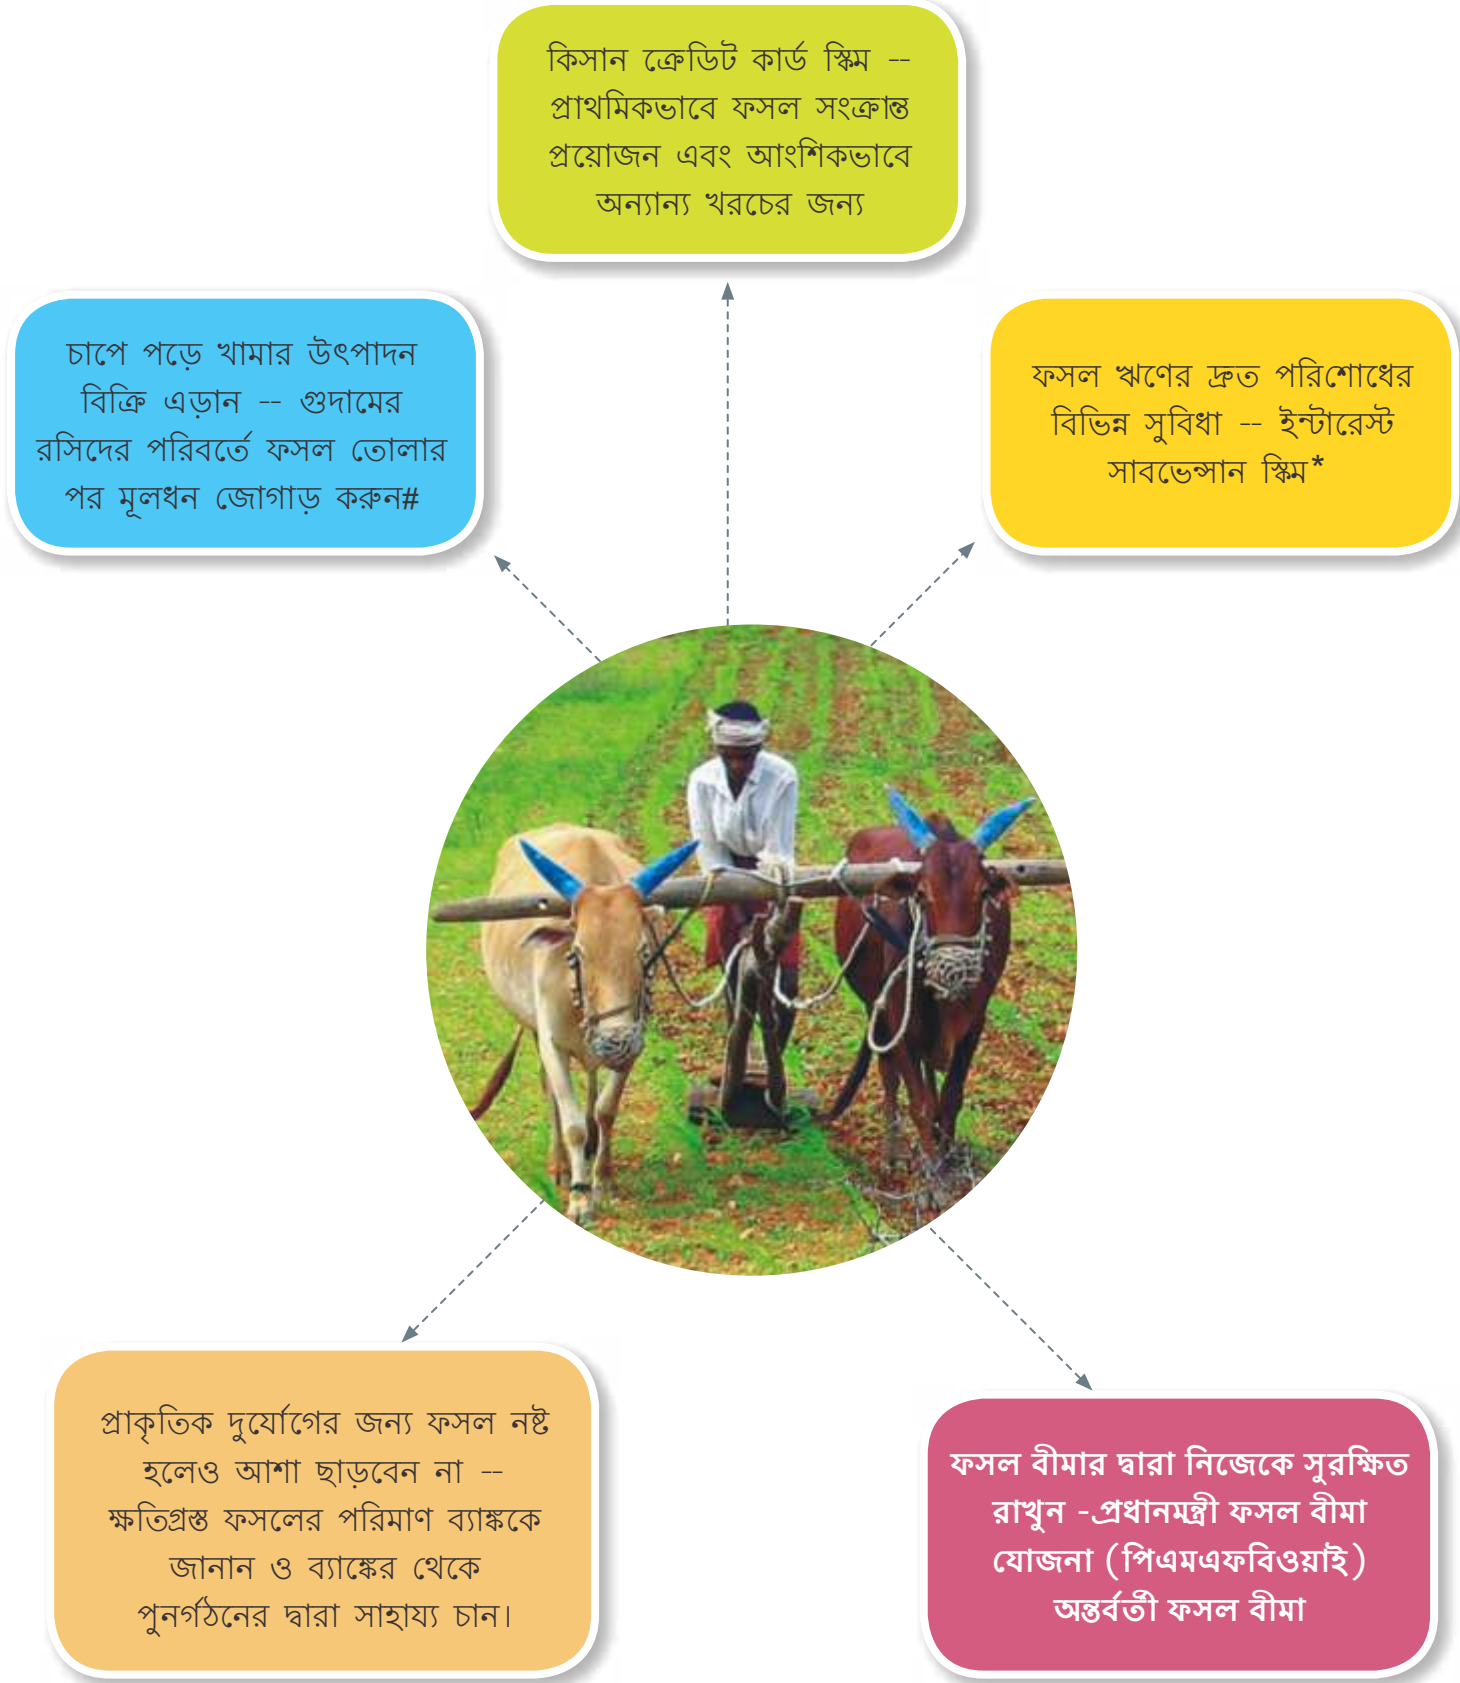 কিসান ক্রেডিট কার্ড স্কিম --
প্রাথমিকভাবে ফসল সংক্রান্ত
প্রয়োজন এবং আংশিকভাবে
অন্যান্য খরচের জন্য
চাপে পড়ে খামার উৎপাদন
বিক্রি এড়ান -- গুদামের
রসিদের পরিবর্তে ফসল তোলার
পর মূলধন জোগাড় করুন#
ফসল ঋণের দ্রুত পরিশোধের
বিভিন্ন সুবিধা -- ইন্টারেস্ট
সাবভেন্সান স্কিম*
প্রাকৃতিক দুর্যোগের জন্য ফসল নষ্ট
হলেও আশা ছাড়বেন না --
ক্ষতিগ্রস্ত ফসলের পরিমাণ ব্যাঙ্ককে
জানান ও ব্যাঙ্কের থেকে
পুনর্গঠনের দ্বারা সাহায্য চান।
ফসল বীমার দ্বারা নিজেকে সুরক্ষিত
রাখুন -প্রধানমন্ত্রী ফসল বীমা
যোজনা (পিএমএফবিওয়াই)
অন্তর্বর্তী ফসল বীমা